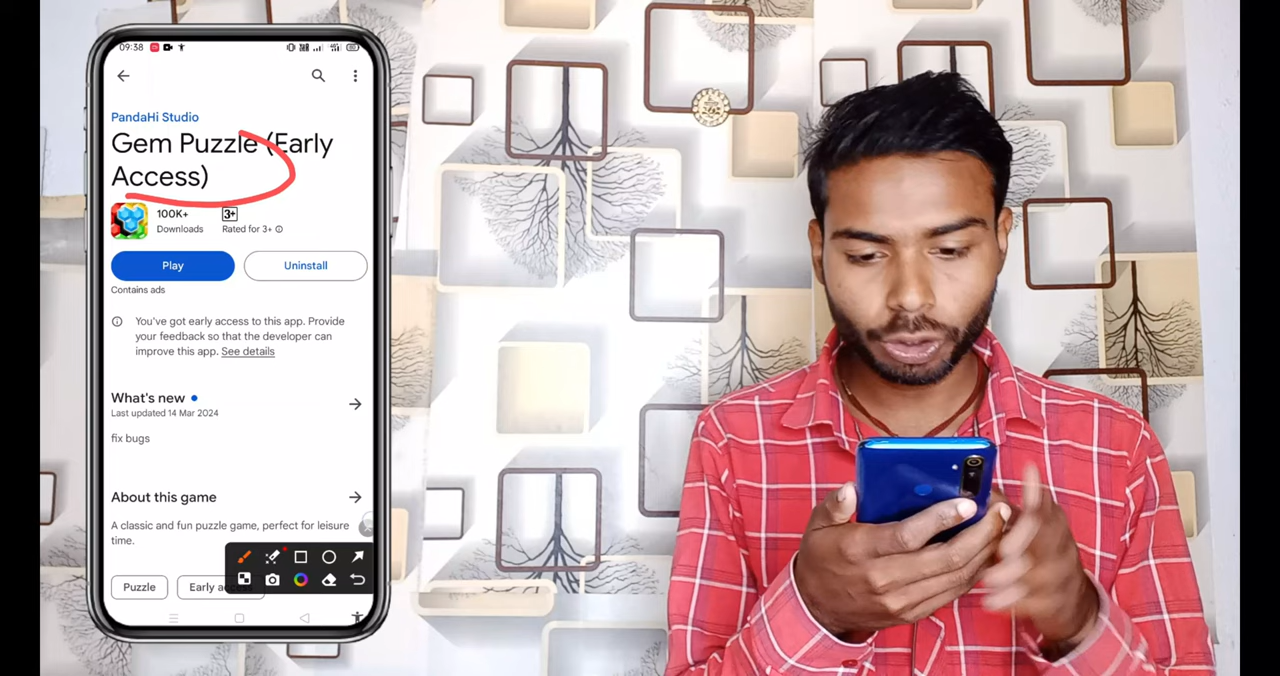 09:38
PandaHi Studio
Gem Puzzle (Early
Access)
100K+
Downloads
3+
Rated for 3+
Play
Uninstall
Contains ads
You've got early access to this app. Provide
your feedback so that the developer can
improve this app. See details
What's new
Last updated 14 Mar 2024
fix bugs
About this game
A classic and fun puzzle game, perfect for leisure
time.
Puzzle
Early